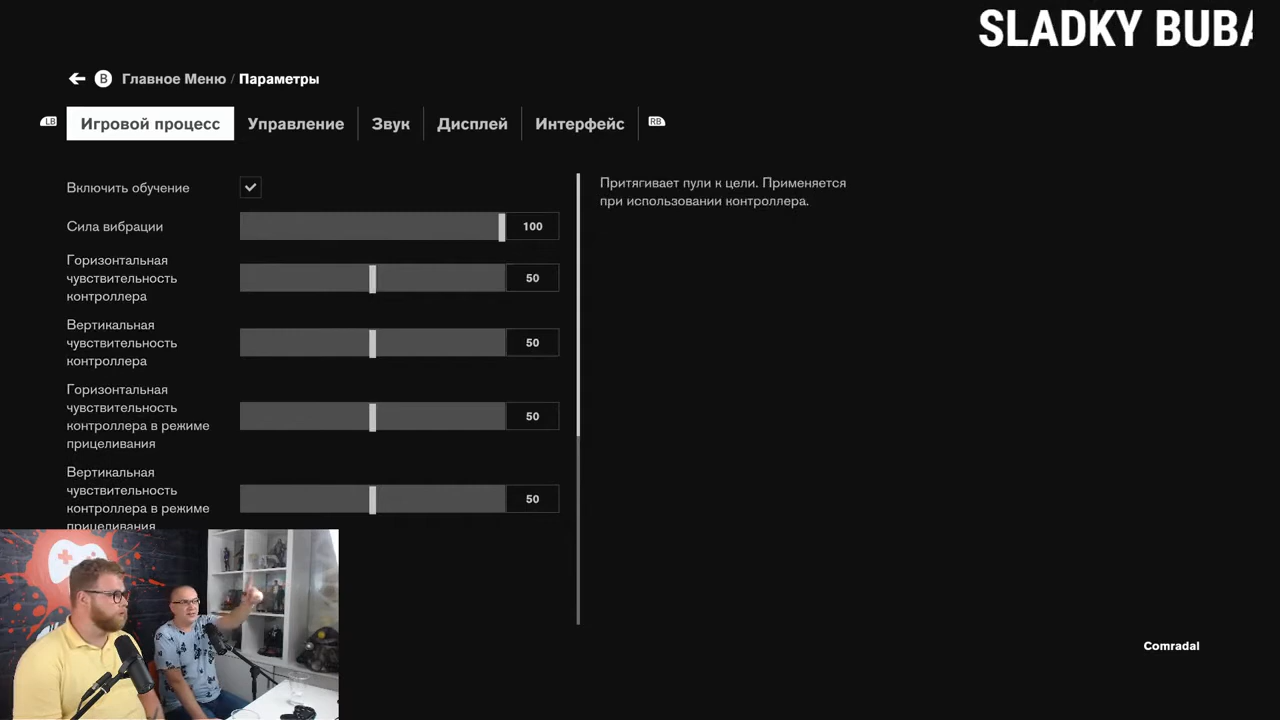 SLADKY BUBA
B Главное Меню / Параметры
LB Игровой процесс Управление Звук Дисплей Интерфейс RB
Включить обучение
Сила вибрации 100
Горизонтальная
чувствительность
контроллера
50
Вертикальная
чувствительность
контроллера
50
Горизонтальная
чувствительность
контроллера в режиме
прицеливания
50
Вертикальная
чувствительность
контроллера в режиме
прицеливания
50
Притягивает пули к цели. Применяется
при использовании контроллера.
Comradal